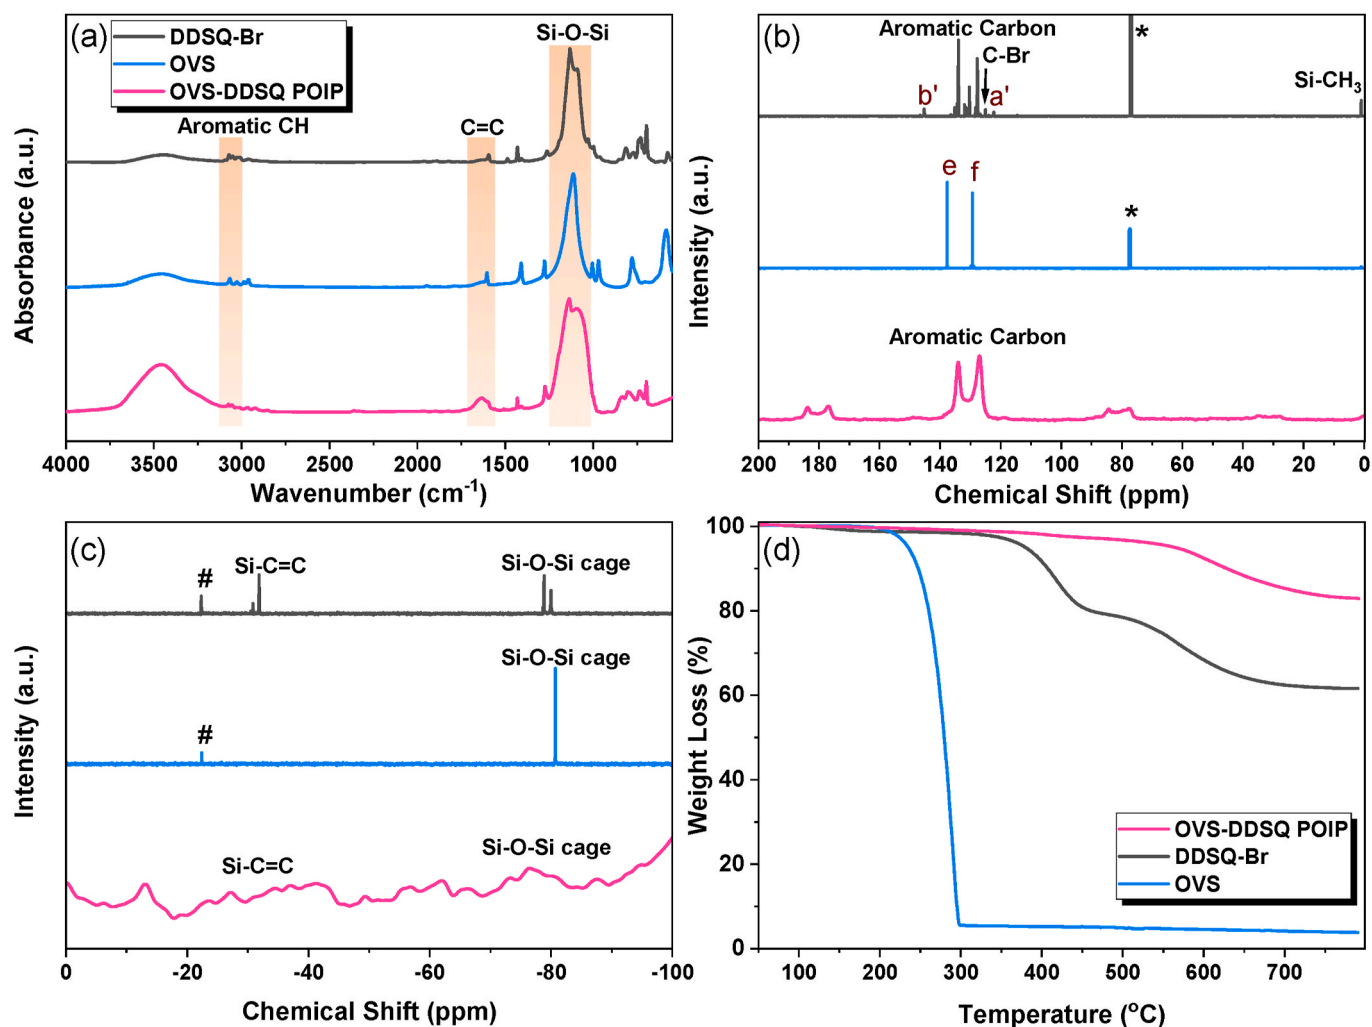 (a)
DDSQ-Br
OVS
OVS-DDSQ POIP
Si-O-Si
Aromatic CH
C=C
Absorbance (a.u.)
4000 3500 3000 2500 2000 1500 1000
Wavenumber (cm⁻¹)
(b)
Aromatic Carbon
*
C-Br
b' a'
Si-CH₃
e f
*
Aromatic Carbon
Intensity (a.u.)
200 180 160 140 120 100 80 60 40 20 0
Chemical Shift (ppm)
(c)
# Si-C=C Si-O-Si cage
Si-O-Si cage
#
Si-C=C Si-O-Si cage
Intensity (a.u.)
0 -20 -40 -60 -80 -100
Chemical Shift (ppm)
(d)
100
80
60
40
20
0
Weight Loss (%)
OVS-DDSQ POIP
DDSQ-Br
OVS
100 200 300 400 500 600 700
Temperature (°C)